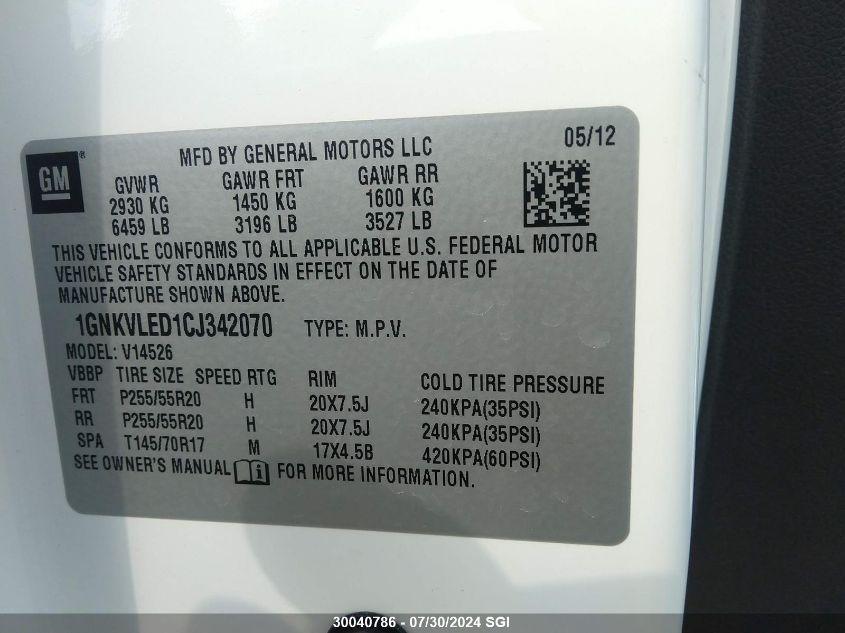 GM ®
MFD BY GENERAL MOTORS LLC 05/12
GVWR GAWR FRT GAWR RR
2930 KG 1450 KG 1600 KG
6459 LB 3196 LB 3527 LB
THIS VEHICLE CONFORMS TO ALL APPLICABLE U.S. FEDERAL MOTOR
VEHICLE SAFETY STANDARDS IN EFFECT ON THE DATE OF
MANUFACTURE SHOWN ABOVE.
1GNKVLED1CJ342070 TYPE: M.P.V.
MODEL: V14526
VBBP TIRE SIZE SPEED RTG RIM COLD TIRE PRESSURE
FRT P255/55R20 H 20X7.5J 240KPA(35PSI)
RR P255/55R20 H 20X7.5J 240KPA(35PSI)
SPA T145/70R17 M 17X4.5B 420KPA(60PSI)
SEE OWNER'S MANUAL i FOR MORE INFORMATION.
30040786 - 07/30/2024 SGI